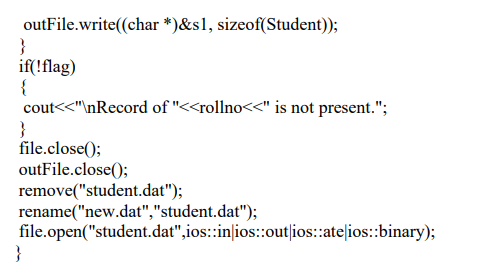 outFile.write((char *)&s1, sizeof(Student));
}
if(!flag)
{
cout<<"\nRecord of "<<rollno<<" is not present.";
}
file.close();
outFile.close();
remove("student.dat");
rename("new.dat","student.dat");
file.open("student.dat",ios::in|ios::out|ios::ate|ios::binary);
}